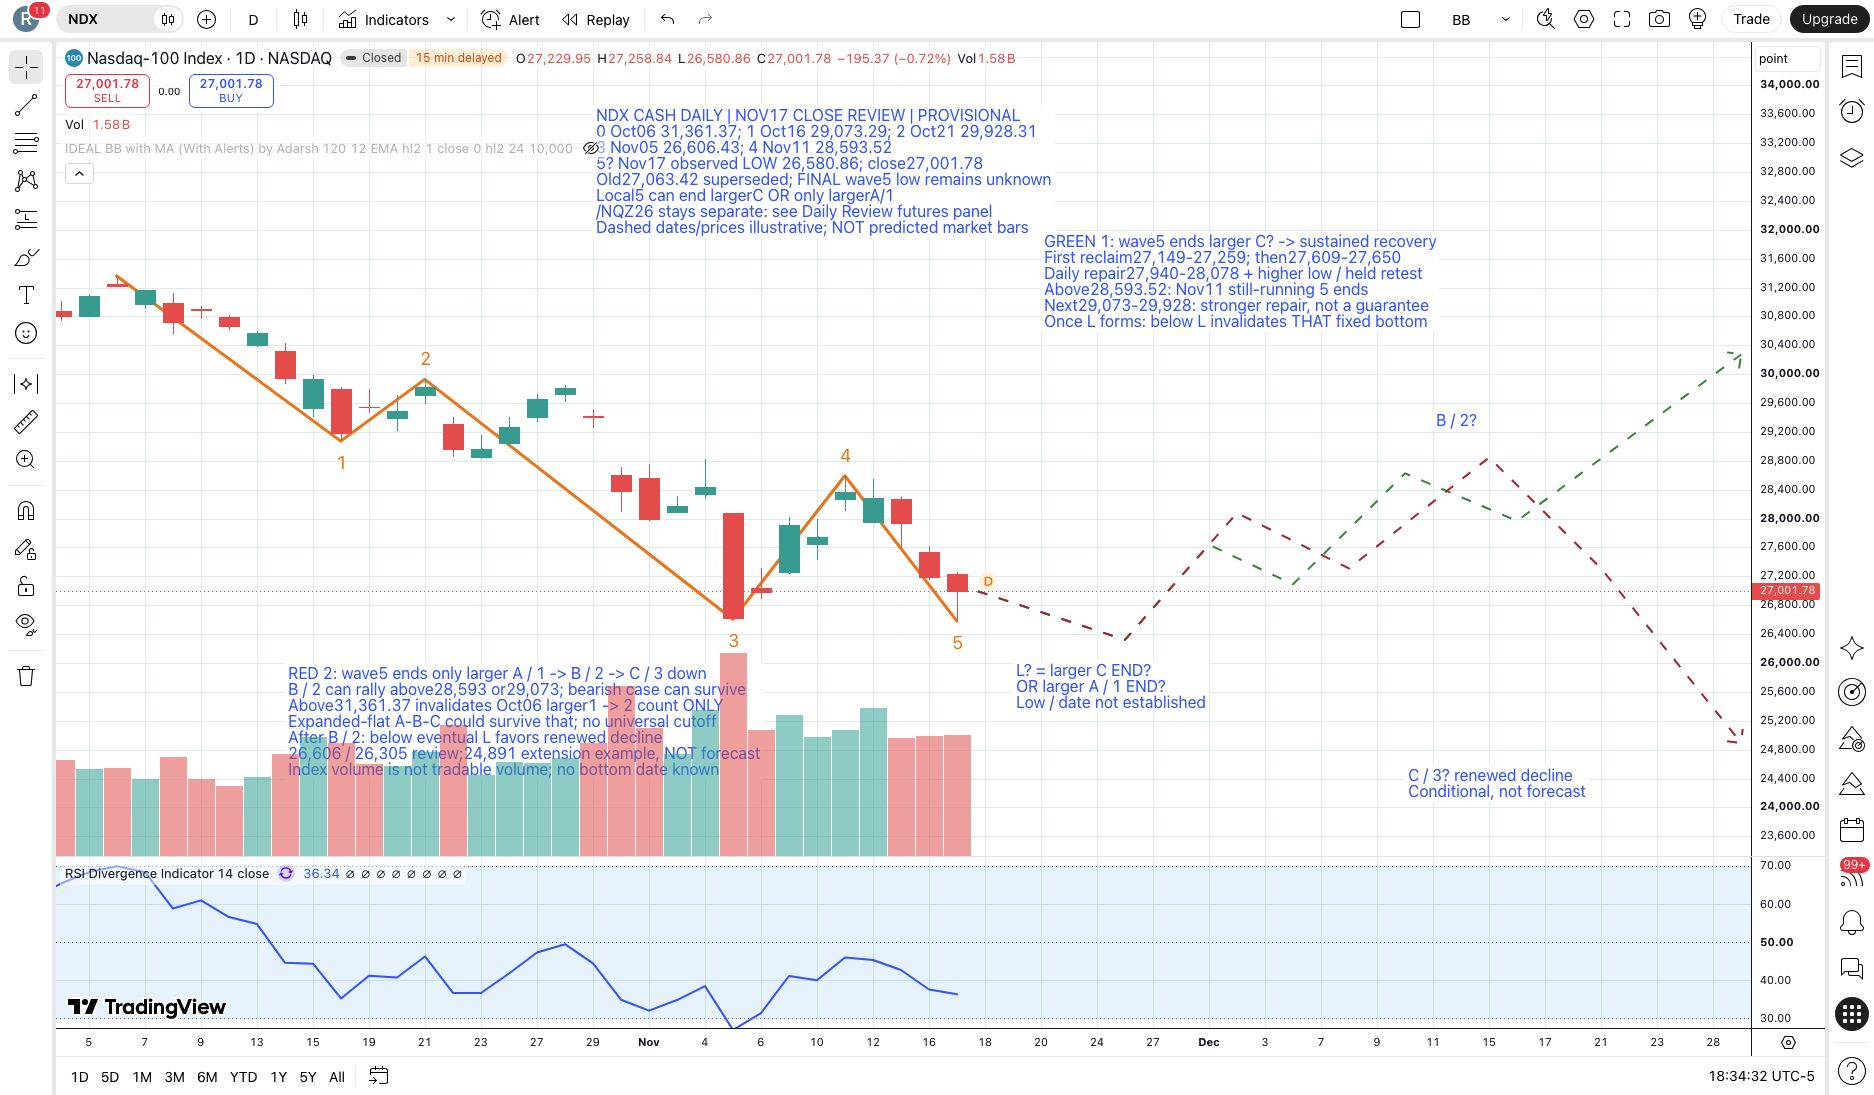 R 11 NDX D Indicators Alert Replay BB Trade Upgrade
100 Nasdaq-100 Index · 1D · NASDAQ Closed 15 min delayed O27,229.95 H27,258.84 L26,580.86 C27,001.78 −195.37 (−0.72%) Vol1.58B
point
27,001.78 0.00 27,001.78
SELL BUY
Vol 1.58B
IDEAL BB with MA (With Alerts) by Adarsh 120 12 EMA hl2 1 close 0 hl2 24 10,000
NDX CASH DAILY | NOV17 CLOSE REVIEW | PROVISIONAL
0 Oct06 31,361.37; 1 Oct16 29,073.29; 2 Oct21 29,928.31
3 Nov05 26,606.43; 4 Nov11 28,593.52
5? Nov17 observed LOW 26,580.86; close27,001.78
Old27,063.42 superseded; FINAL wave5 low remains unknown
Local5 can end largerC OR only largerA/1
/NQZ26 stays separate: see Daily Review futures panel
Dashed dates/prices illustrative; NOT predicted market bars
GREEN 1: wave5 ends larger C? -> sustained recovery
First reclaim27,149-27,259; then27,609-27,650
Daily repair27,940-28,078 + higher low / held retest
Above28,593.52: Nov11 still-running 5 ends
Next29,073-29,928: stronger repair, not a guarantee
Once L forms: below L invalidates THAT fixed bottom
2
1
4
3
5
D
B / 2?
L? = larger C END?
OR larger A / 1 END?
Low / date not established
RED 2: wave5 ends only larger A / 1 -> B / 2 -> C / 3 down
B / 2 can rally above28,593 or29,073; bearish case can survive
Above31,361.37 invalidates Oct06 larger1 -> 2 count ONLY
Expanded-flat A-B-C could survive that; no universal cutoff
After B / 2: below eventual L favors renewed decline
26,606 / 26,305 review;24,891 extension example, NOT forecast
Index volume is not tradable volume; no bottom date known
C / 3? renewed decline
Conditional, not forecast
34,000.00
33,600.00
33,200.00
32,800.00
32,400.00
32,000.00
31,600.00
31,200.00
30,800.00
30,400.00
30,000.00
29,600.00
29,200.00
28,800.00
28,400.00
28,000.00
27,600.00
27,200.00
27,001.78
26,800.00
26,400.00
26,000.00
25,600.00
25,200.00
24,800.00
24,400.00
24,000.00
23,600.00
RSI Divergence Indicator 14 close 36.34 ∅ ∅ ∅ ∅ ∅ ∅ ∅ ∅
70.00
60.00
50.00
40.00
30.00
99+
TradingView
5 7 9 13 15 19 21 23 27 29 Nov 4 6 10 12 16 18 20 24 27 Dec 3 7 9 11 15 17 21 23 28
1D 5D 1M 3M 6M YTD 1Y 5Y All 18:34:32 UTC-5